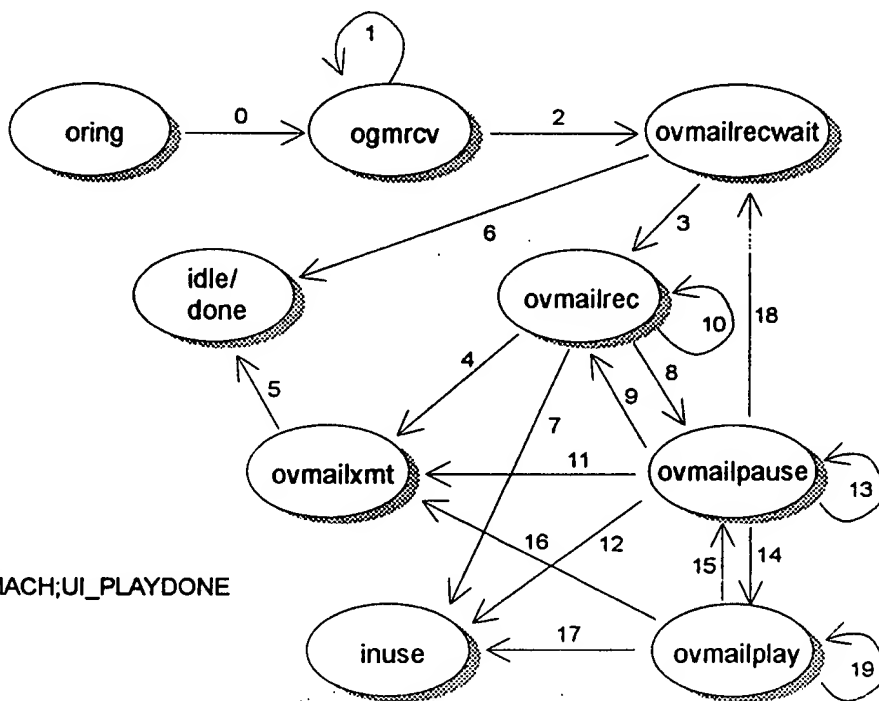 1
0
2
oring
ogmrcv
ovmailrecwait
6
3
idle/
done
ovmailrec
10
18
4
8
5
9
7
ovmailxmt
11
ovmailpause
13
16
12
15
14
MACH;UI_PLAYDONE
inuse
17
ovmailplay
19